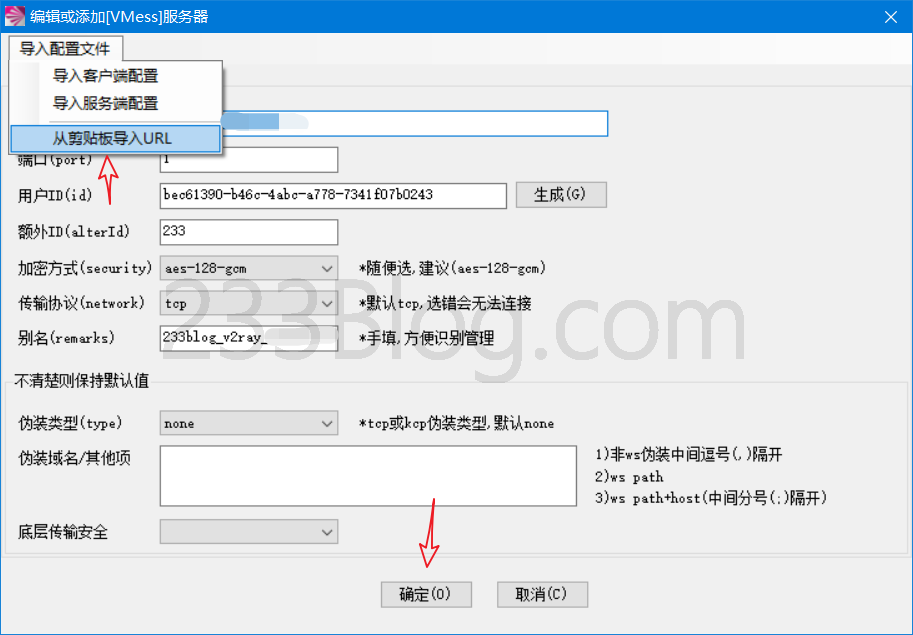 编辑或添加[VMess]服务器
导入配置文件
导入客户端配置
导入服务端配置
从剪贴板导入URL
端口(port) 1
用户ID(id) bec61390-b46c-4abc-a778-7341f07b0243 生成(G)
额外ID(alterId) 233
加密方式(security) aes-128-gcm *随便选,建议(aes-128-gcm)
传输协议(network) tcp *默认tcp,选错会无法连接
别名(remarks) 233blog_v2ray_ *手填,方便识别管理
233Blog.com
不清楚则保持默认值
伪装类型(type) none *tcp或kcp伪装类型,默认none
伪装域名/其他项 1)非ws伪装中间逗号(,)隔开
2)ws path
3)ws path+host(中间分号(;)隔开)
底层传输安全
确定(O) 取消(C)